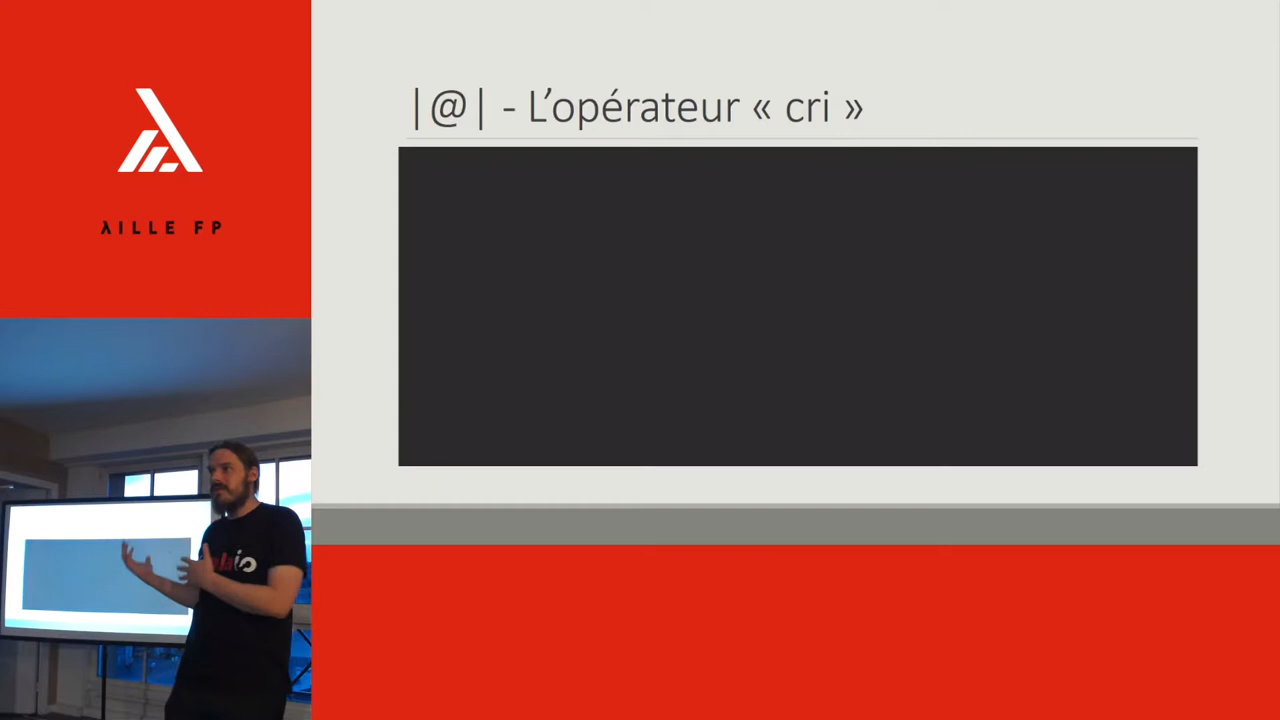 |@| - L’opérateur « cri »
λILLE FP